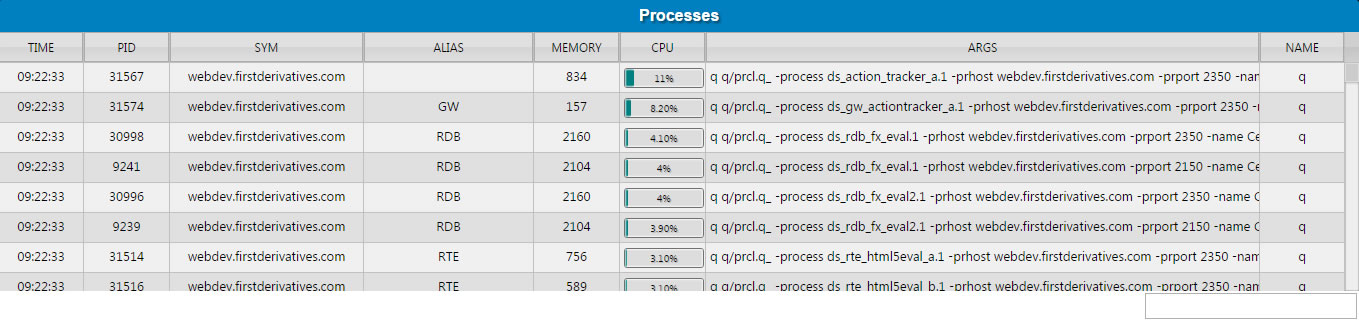 Processes
TIME PID SYM ALIAS MEMORY CPU ARGS NAME
09:22:33 31567 webdev.firstderivatives.com 834 11% q q/prcl.q_ -process ds_action_tracker_a.1 -prhost webdev.firstderivatives.com -prport 2350 -nam q
09:22:33 31574 webdev.firstderivatives.com GW 157 8.20% q q/prcl.q_ -process ds_gw_actiontracker_a.1 -prhost webdev.firstderivatives.com -prport 2350 -n q
09:22:33 30998 webdev.firstderivatives.com RDB 2160 4.10% q q/prcl.q_ -process ds_rdb_fx_eval.1 -prhost webdev.firstderivatives.com -prport 2350 -name Ce q
09:22:33 9241 webdev.firstderivatives.com RDB 2104 4% q q/prcl.q_ -process ds_rdb_fx_eval.1 -prhost webdev.firstderivatives.com -prport 2150 -name Ce q
09:22:33 30996 webdev.firstderivatives.com RDB 2160 4% q q/prcl.q_ -process ds_rdb_fx_eval2.1 -prhost webdev.firstderivatives.com -prport 2350 -name C q
09:22:33 9239 webdev.firstderivatives.com RDB 2104 3.90% q q/prcl.q_ -process ds_rdb_fx_eval2.1 -prhost webdev.firstderivatives.com -prport 2150 -name C q
09:22:33 31514 webdev.firstderivatives.com RTE 756 3.10% q q/prcl.q_ -process ds_rte_html5eval_a.1 -prhost webdev.firstderivatives.com -prport 2350 -nam q
09:22:33 31516 webdev.firstderivatives.com RTE 589 3.10% q q/prcl.q_ -process ds_rte_html5eval_b.1 -prhost webdev.firstderivatives.com -prport 2350 -nam q